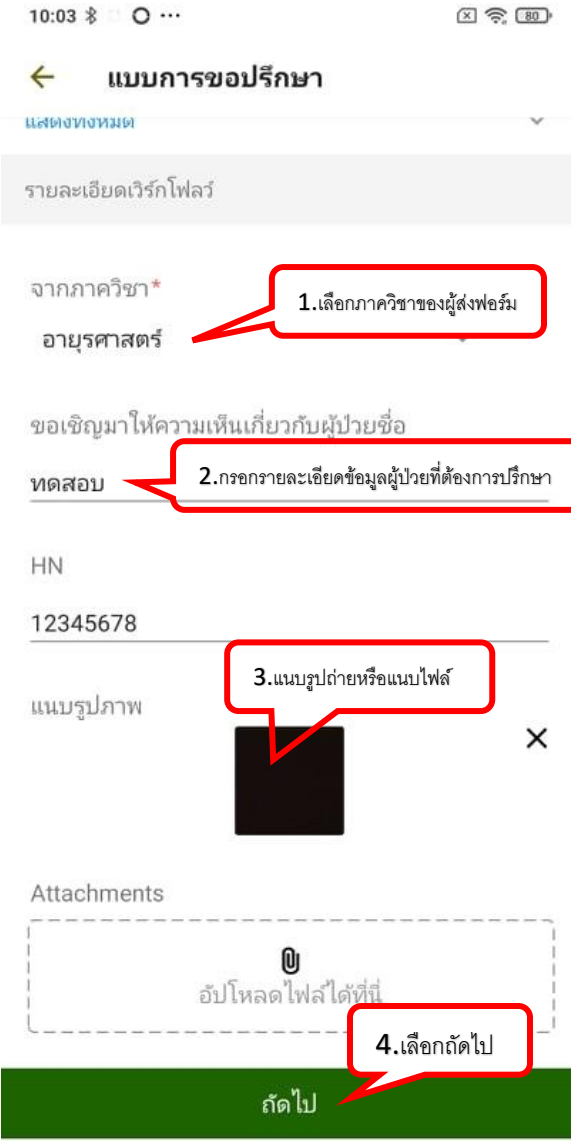 10:03
80
แบบการขอปรึกษา
แสดงทั้งหมด
รายละเอียดเวิร์กโฟลว์
จากภาควิชา*
1.เลือกภาควิชาของผู้ส่งฟอร์ม
อายุรศาสตร์
ขอเชิญมาให้ความเห็นเกี่ยวกับผู้ป่วยชื่อ
2.กรอกรายละเอียดข้อมูลผู้ป่วยที่ต้องการปรึกษา
ทดสอบ
HN
12345678
3.แนบรูปถ่ายหรือแนบไฟล์
แนบรูปภาพ
Attachments
อัปโหลดไฟล์ได้ที่นี่
4.เลือกถัดไป
ถัดไป